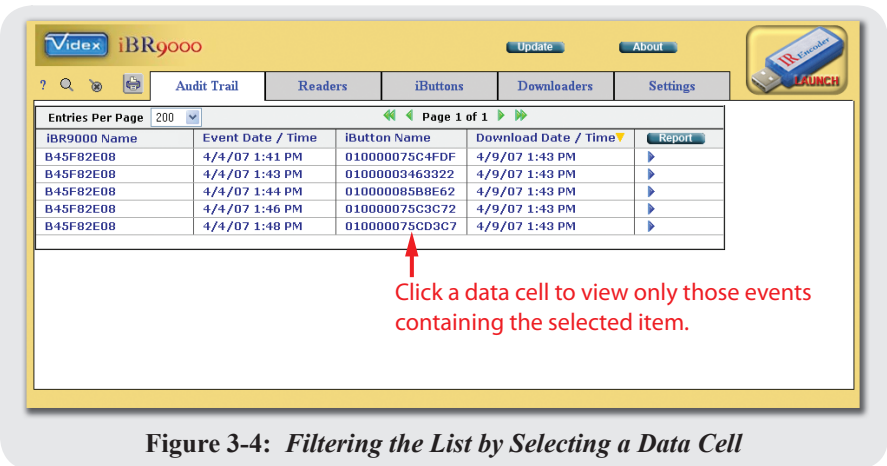 Videx iBR9000 Update About
IR Encoder
LAUNCH
? Audit Trail Readers iButtons Downloaders Settings
Entries Per Page 200 Page 1 of 1
iBR9000 Name Event Date / Time iButton Name Download Date / Time Report
B45F82E08 4/4/07 1:41 PM 010000075C4FDF 4/9/07 1:43 PM
B45F82E08 4/4/07 1:43 PM 01000003463322 4/9/07 1:43 PM
B45F82E08 4/4/07 1:44 PM 010000085B8E62 4/9/07 1:43 PM
B45F82E08 4/4/07 1:46 PM 010000075C3C72 4/9/07 1:43 PM
B45F82E08 4/4/07 1:48 PM 010000075CD3C7 4/9/07 1:43 PM
Click a data cell to view only those events
containing the selected item.
Figure 3-4: Filtering the List by Selecting a Data Cell